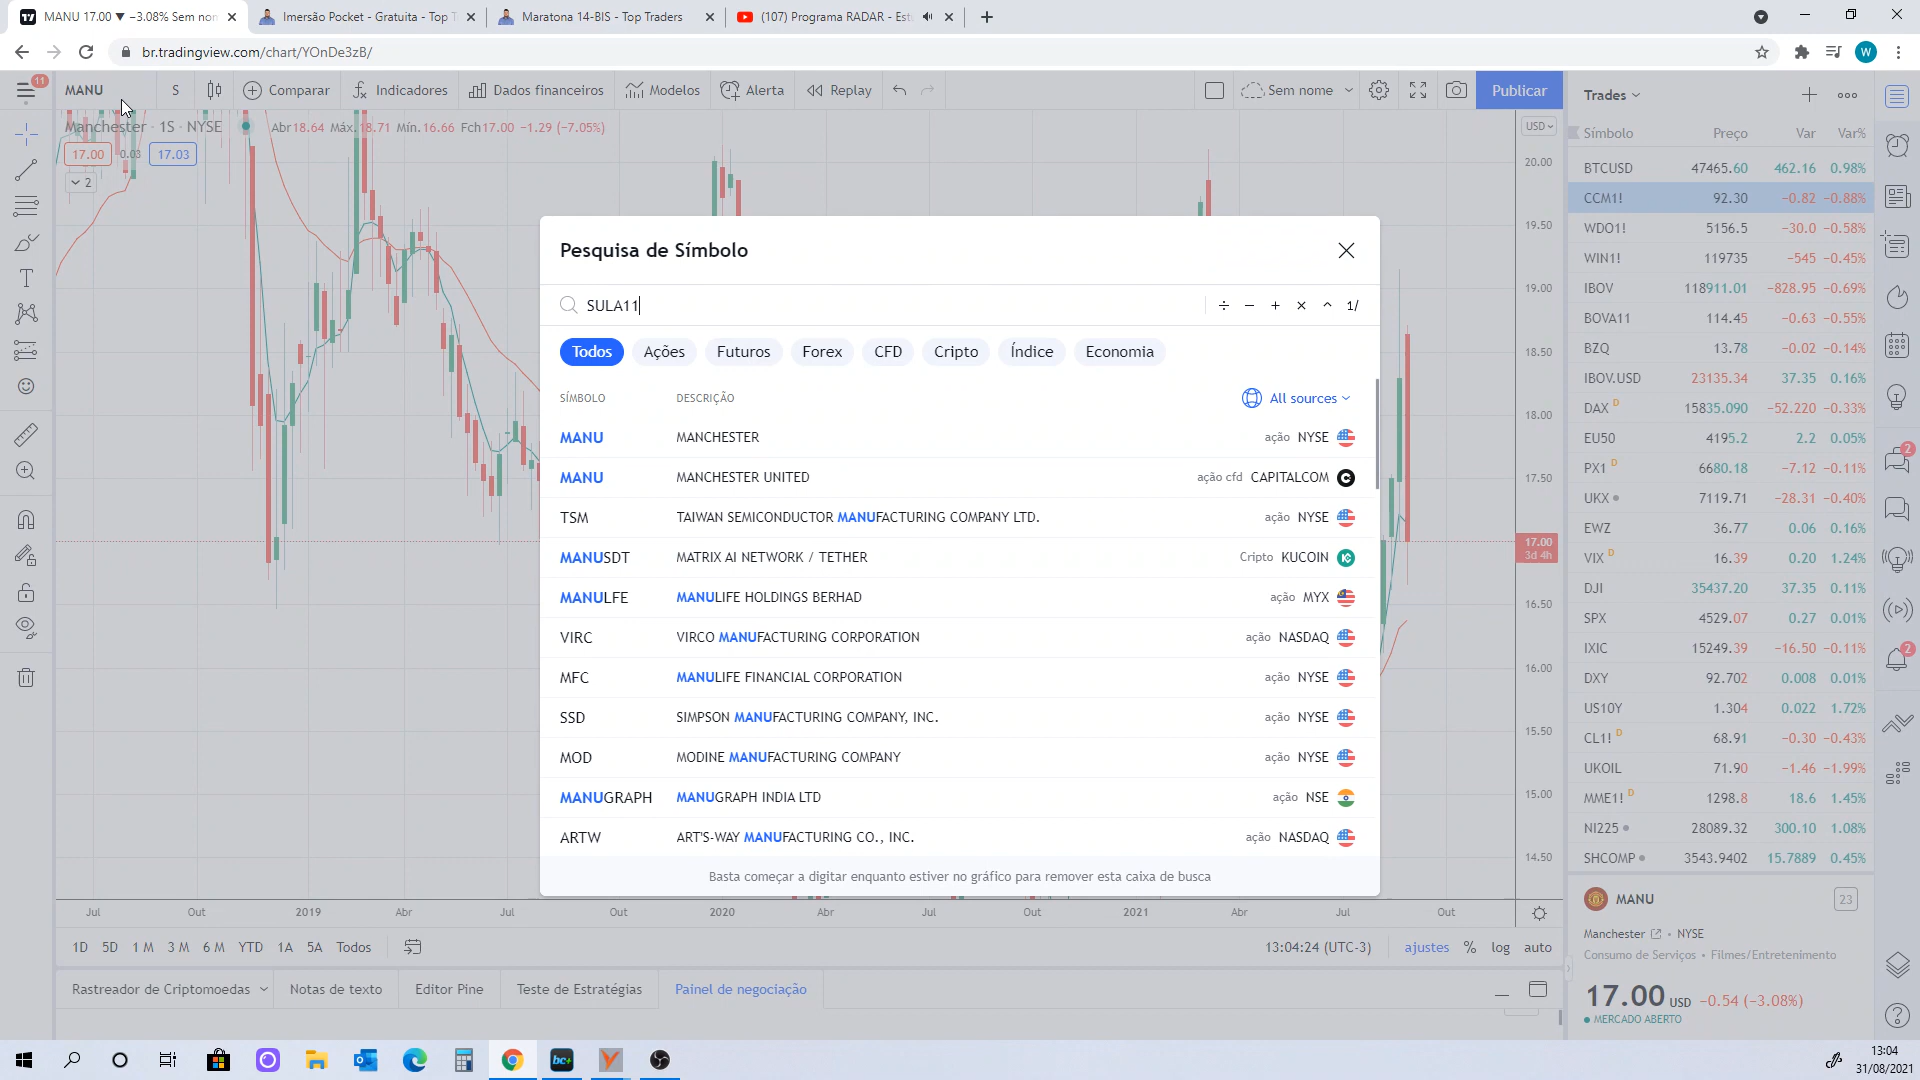 MANU 17.00 ▼ −3.08% Sem nom
Imersão Pocket - Gratuita - Top T
Maratona 14-BIS - Top Traders
(107) Programa RADAR - Est
br.tradingview.com/chart/YOnDe3zB/
W
11
MANU
S
Comparar
Indicadores
Dados financeiros
Modelos
Alerta
Replay
Sem nome
Publicar
Manchester · 1S · NYSE
Abr18.64 Máx.18.71 Mín.16.66 Fch17.00 −1.29 (−7.05%)
17.00
0.03
17.03
2
Pesquisa de Símbolo
SULA11
÷ − + × ^ 1/
Todos
Ações
Futuros
Forex
CFD
Cripto
Índice
Economia
SÍMBOLO
DESCRIÇÃO
All sources
MANU MANCHESTER ação NYSE
MANU MANCHESTER UNITED ação cfd CAPITALCOM
TSM TAIWAN SEMICONDUCTOR MANUFACTURING COMPANY LTD. ação NYSE
MANUSDT MATRIX AI NETWORK / TETHER Cripto KUCOIN
MANULFE MANULIFE HOLDINGS BERHAD ação MYX
VIRC VIRCO MANUFACTURING CORPORATION ação NASDAQ
MFC MANULIFE FINANCIAL CORPORATION ação NYSE
SSD SIMPSON MANUFACTURING COMPANY, INC. ação NYSE
MOD MODINE MANUFACTURING COMPANY ação NYSE
MANUGRAPH MANUGRAPH INDIA LTD ação NSE
ARTW ART'S-WAY MANUFACTURING CO., INC. ação NASDAQ
Basta começar a digitar enquanto estiver no gráfico para remover esta caixa de busca
USD
20.00
19.50
19.00
18.50
18.00
17.50
17.00
3d 4h
16.50
16.00
15.50
15.00
14.50
Jul Out 2019 Abr Jul Out 2020 Abr Jul Out 2021 Abr Jul Out
1D 5D 1 M 3 M 6 M YTD 1A 5A Todos
13:04:24 (UTC-3)
ajustes % log auto
Rastreador de Criptomoedas
Notas de texto
Editor Pine
Teste de Estratégias
Painel de negociação
Trades
Símbolo Preço Var Var%
BTCUSD 47465.60 462.16 0.98%
CCM1! 92.30 −0.82 −0.88%
WDO1! 5156.5 −30.0 −0.58%
WIN1! 119735 −545 −0.45%
IBOV 118911.01 −828.95 −0.69%
BOVA11 114.45 −0.63 −0.55%
BZQ 13.78 −0.02 −0.14%
IBOV.USD 23135.34 37.35 0.16%
DAX D 15835.090 −52.220 −0.33%
EU50 4195.2 2.2 0.05%
PX1 D 6680.18 −7.12 −0.11%
UKX 7119.71 −28.31 −0.40%
EWZ 36.77 0.06 0.16%
VIX D 16.39 0.20 1.24%
DJI 35437.20 37.35 0.11%
SPX 4529.07 0.27 0.01%
IXIC 15249.39 −16.50 −0.11%
DXY 92.702 0.008 0.01%
US10Y 1.304 0.022 1.72%
CL1! D 68.91 −0.30 −0.43%
UKOIL 71.90 −1.46 −1.99%
MME1! D 1298.8 18.6 1.45%
NI225 28089.32 300.10 1.08%
SHCOMP 3543.9402 15.7889 0.45%
MANU
23
Manchester · NYSE
Consumo de Serviços • Filmes/Entretenimento
17.00 USD −0.54 (−3.08%)
MERCADO ABERTO
2
2
bc+
13:04
31/08/2021